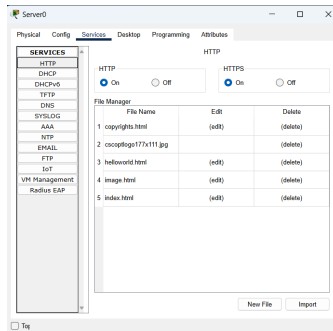 Server0
Physical Config Services Desktop Programming Attributes
SERVICES
HTTP
DHCP
DHCPv6
TFTP
DNS
SYSLOG
AAA
NTP
EMAIL
FTP
IoT
VM Management
Radius EAP
HTTP
HTTP HTTPS
On Off On Off
File Manager
File Name Edit Delete
1 copyrights.html (edit) (delete)
2 cscoptlogo177x111.jpg (delete)
3 helloworld.html (edit) (delete)
4 image.html (edit) (delete)
5 index.html (edit) (delete)
New File Import
Top